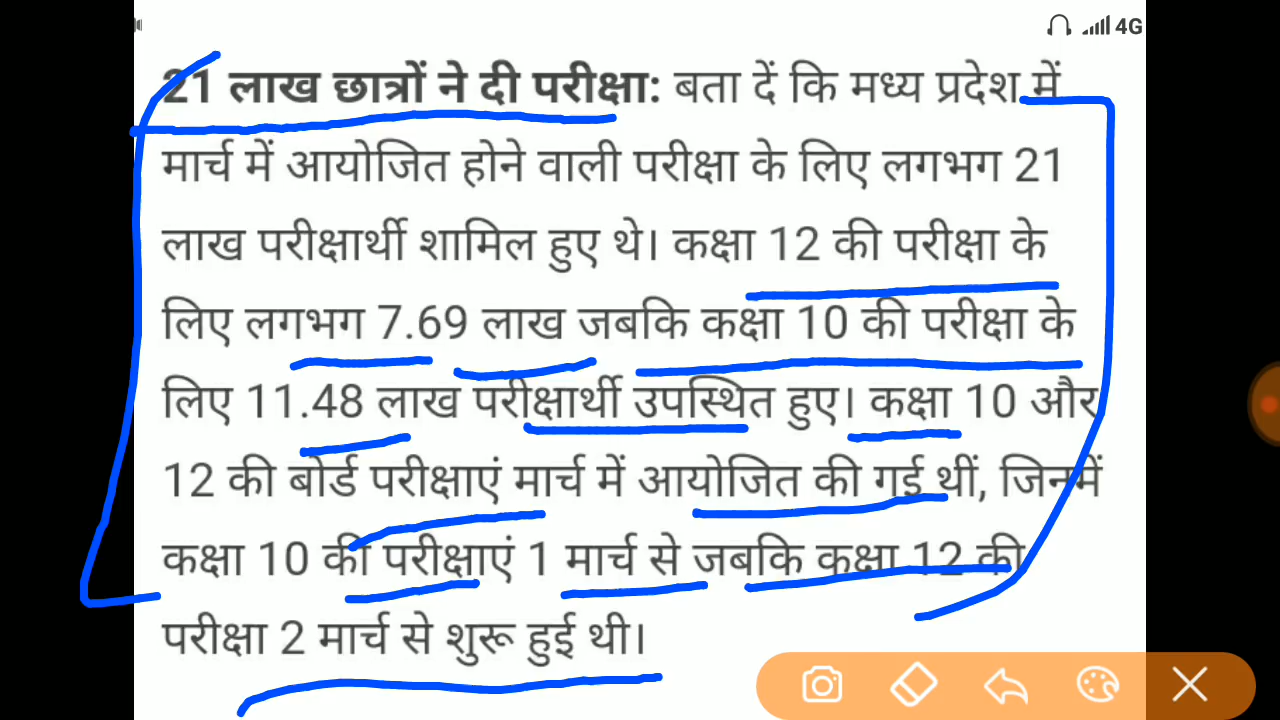 4G
21 लाख छात्रों ने दी परीक्षा: बता दें कि मध्य प्रदेश में
मार्च में आयोजित होने वाली परीक्षा के लिए लगभग 21
लाख परीक्षार्थी शामिल हुए थे। कक्षा 12 की परीक्षा के
लिए लगभग 7.69 लाख जबकि कक्षा 10 की परीक्षा के
लिए 11.48 लाख परीक्षार्थी उपस्थित हुए। कक्षा 10 और
12 की बोर्ड परीक्षाएं मार्च में आयोजित की गई थीं, जिनमें
कक्षा 10 की परीक्षाएं 1 मार्च से जबकि कक्षा 12 की
परीक्षा 2 मार्च से शुरू हुई थी।